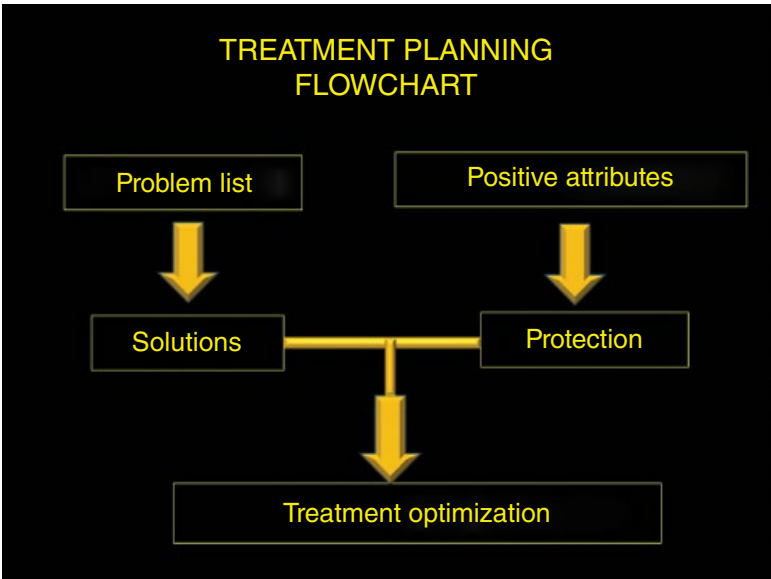 TREATMENT PLANNING
FLOWCHART
Problem list
Positive attributes
Solutions
Protection
Treatment optimization